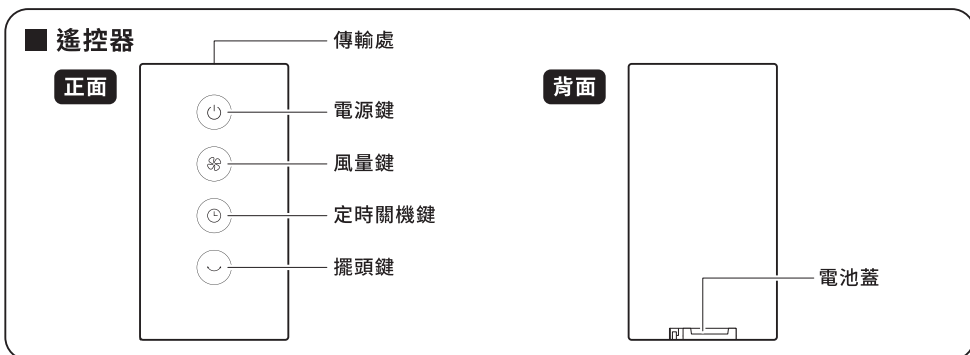 ■ 遙控器
正面
傳輸處
電源鍵
風量鍵
定時關機鍵
擺頭鍵
背面
電池蓋